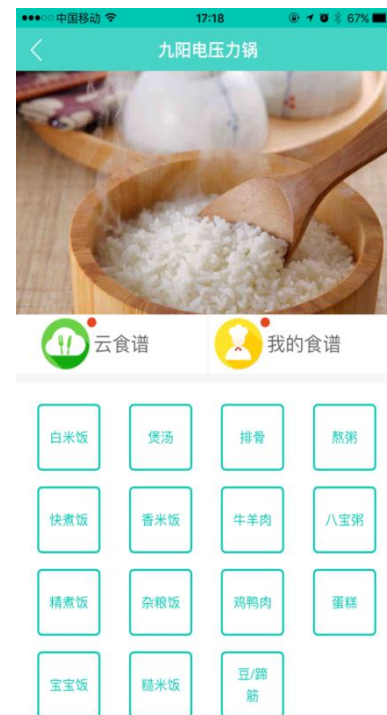 中国移动 17:18 67%
九阳电压力锅
云食谱 我的食谱
白米饭 煲汤 排骨 熬粥
快煮饭 香米饭 牛羊肉 八宝粥
精煮饭 杂粮饭 鸡鸭肉 蛋糕
宝宝饭 糙米饭 豆/蹄
筋